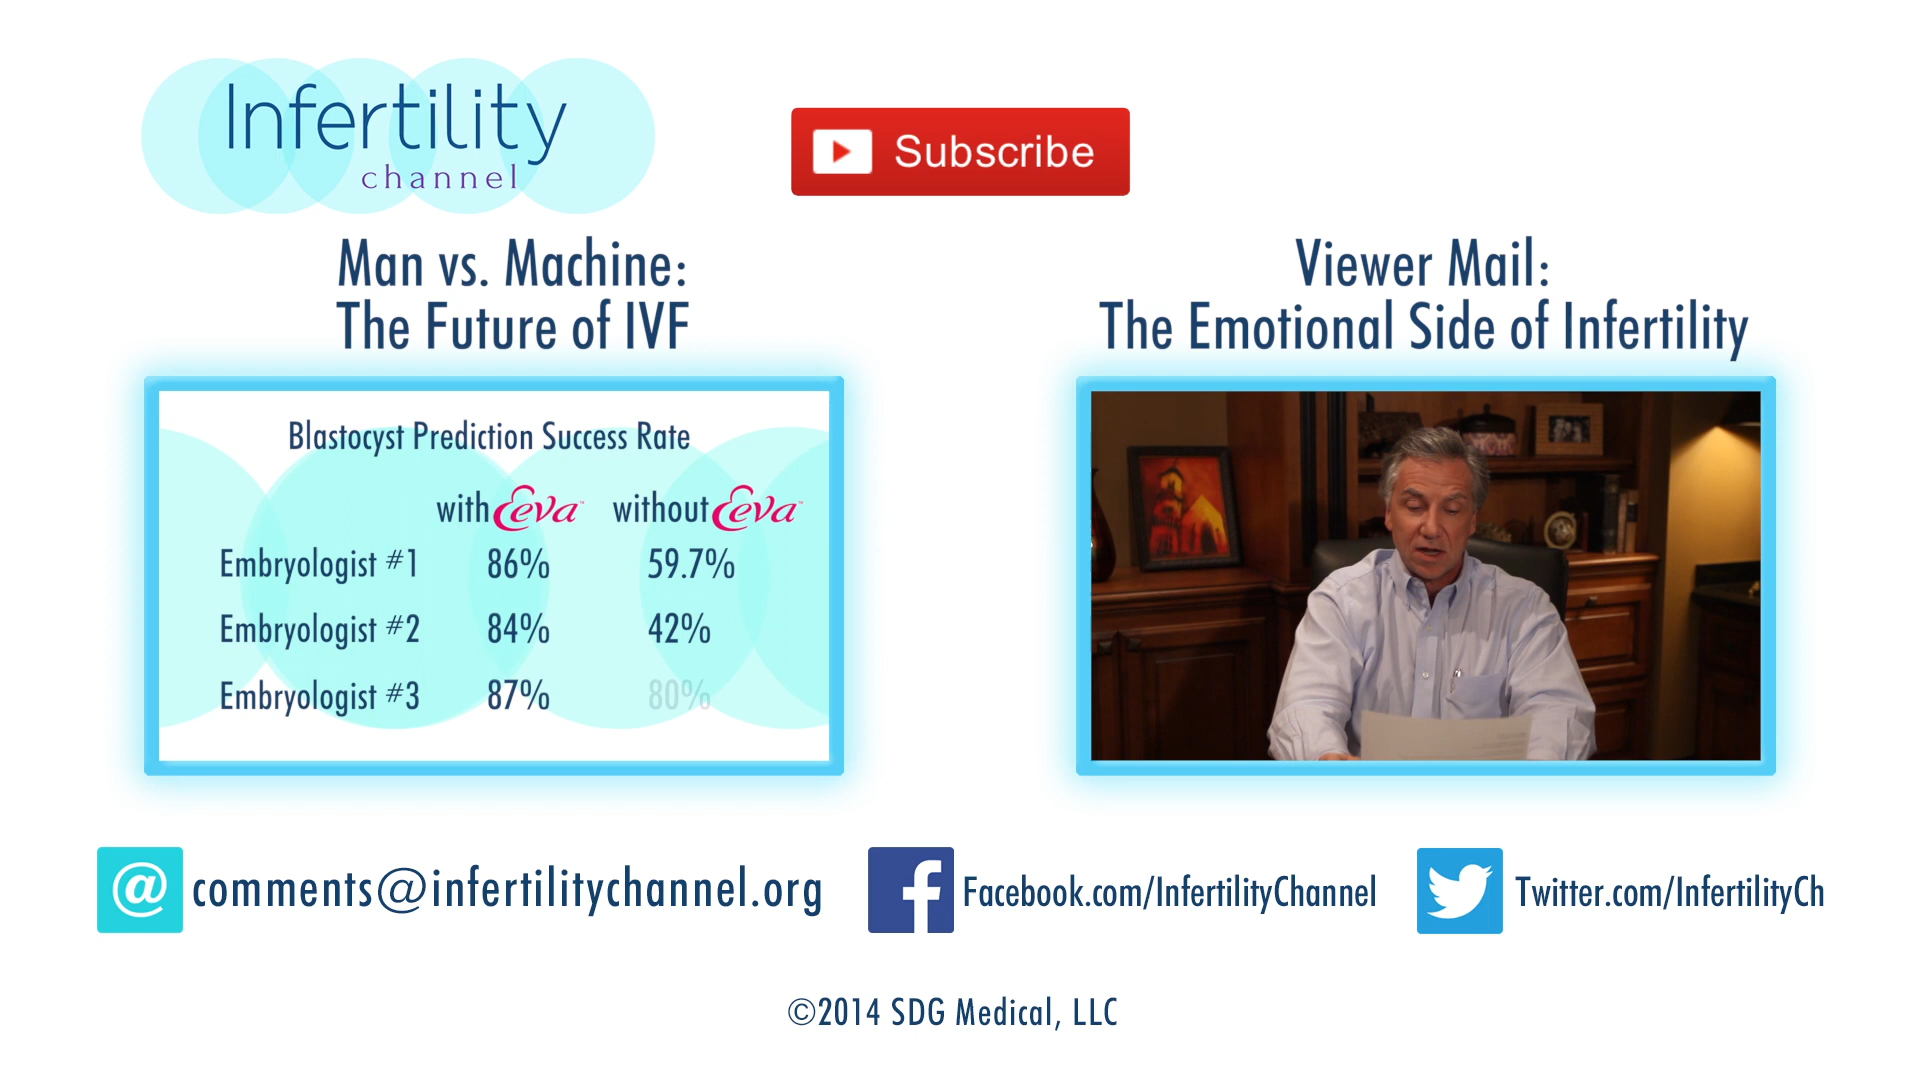 Infertility
channel
Subscribe
Man vs. Machine:
The Future of IVF
Viewer Mail:
The Emotional Side of Infertility
Blastocyst Prediction Success Rate
with Eeva™ without Eeva™
Embryologist #1 86% 59.7%
Embryologist #2 84% 42%
Embryologist #3 87% 80%
@ comments@infertilitychannel.org
f Facebook.com/InfertilityChannel
Twitter.com/InfertilityCh
©2014 SDG Medical, LLC